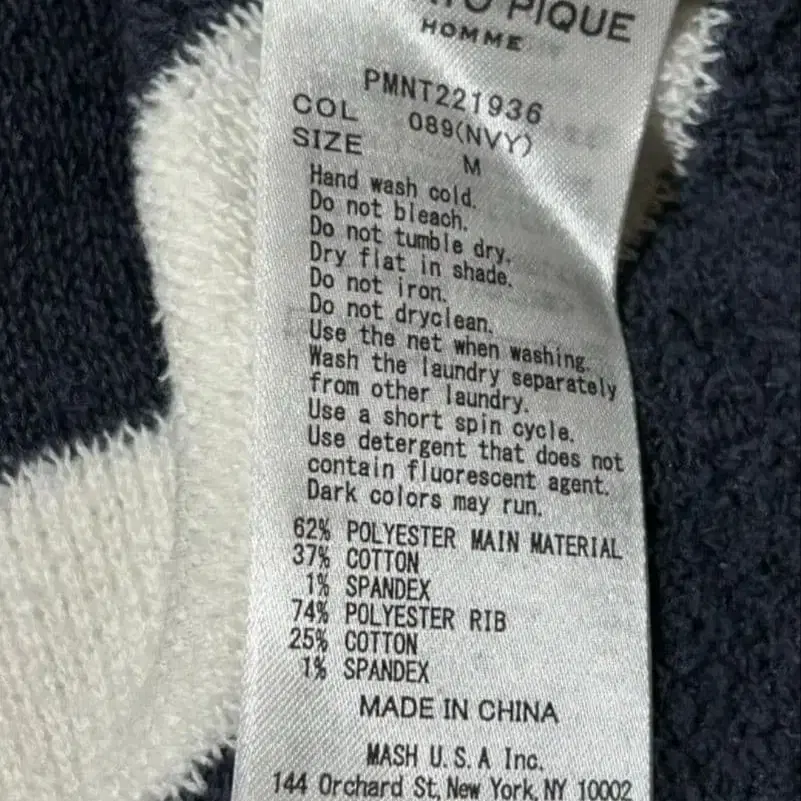 PIQUE
HOMME
PMNT221936
COL 089(NVY)
SIZE M
Hand wash cold.
Do not bleach.
Do not tumble dry.
Dry flat in shade.
Do not iron.
Do not dryclean.
Use the net when washing.
Wash the laundry separately
from other laundry.
Use a short spin cycle.
Use detergent that does not
contain fluorescent agent.
Dark colors may run.
62% POLYESTER MAIN MATERIAL
37% COTTON
1% SPANDEX
74% POLYESTER RIB
25% COTTON
1% SPANDEX
MADE IN CHINA
MASH U.S.A Inc.
144 Orchard St, New York, NY 10002